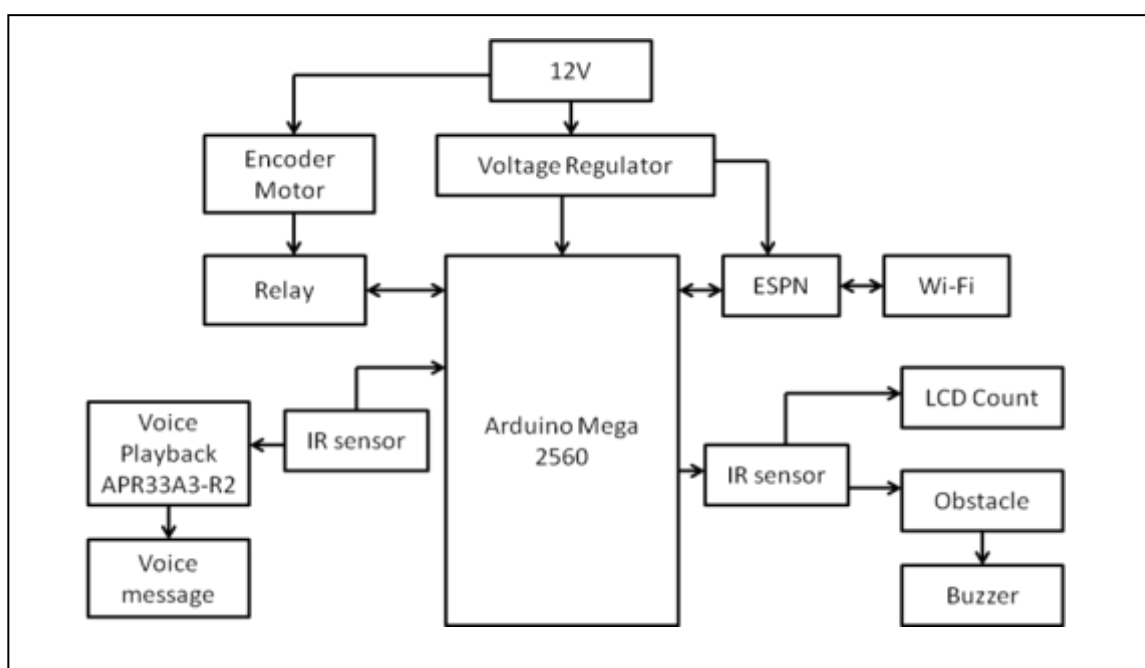 12V
Encoder
Motor
Voltage Regulator
Relay
ESPN
Wi-Fi
Arduino Mega
2560
Voice
Playback
APR33A3-R2
IR sensor
Voice
message
IR sensor
LCD Count
Obstacle
Buzzer